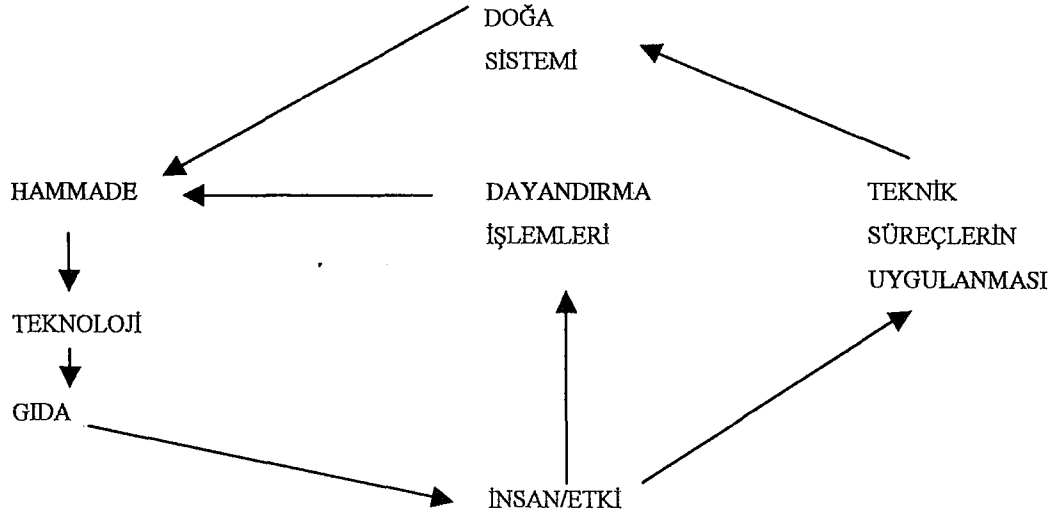 DOĞA
SİSTEMİ
HAMMADE
DAYANDIRMA
İŞLEMLERİ
TEKNİK
SÜREÇLERİN
UYGULANMASI
TEKNOLOJİ
GIDA
İNSAN/ETKİ